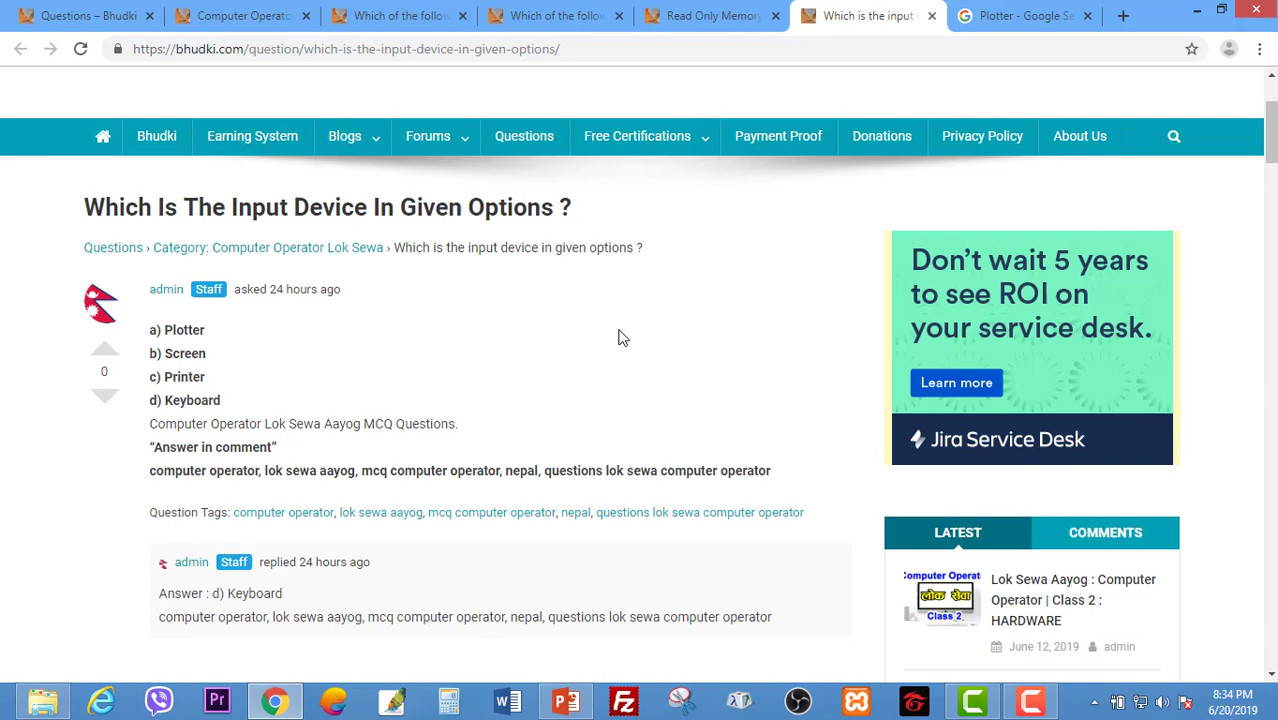 Questions – Bhudki
Computer Operato
Which of the follow
Which of the follow
Read Only Memory
Which is the input
Plotter - Google Se
https://bhudki.com/question/which-is-the-input-device-in-given-options/
Bhudki Earning System Blogs Forums Questions Free Certifications Payment Proof Donations Privacy Policy About Us
Which Is The Input Device In Given Options ?
Questions › Category: Computer Operator Lok Sewa › Which is the input device in given options ?
admin Staff asked 24 hours ago
a) Plotter
b) Screen
0
c) Printer
d) Keyboard
Computer Operator Lok Sewa Aayog MCQ Questions.
“Answer in comment”
computer operator, lok sewa aayog, mcq computer operator, nepal, questions lok sewa computer operator
Question Tags: computer operator, lok sewa aayog, mcq computer operator, nepal, questions lok sewa computer operator
admin Staff replied 24 hours ago
Answer : d) Keyboard
computer operator, lok sewa aayog, mcq computer operator, nepal, questions lok sewa computer operator
Don’t wait 5 years
to see ROI on
your service desk.
Learn more
Jira Service Desk
LATEST COMMENTS
Computer Operat
लोक सेवा
Class 2
Lok Sewa Aayog : Computer
Operator | Class 2 :
HARDWARE
June 12, 2019 admin
Pr
8:34 PM
6/20/2019